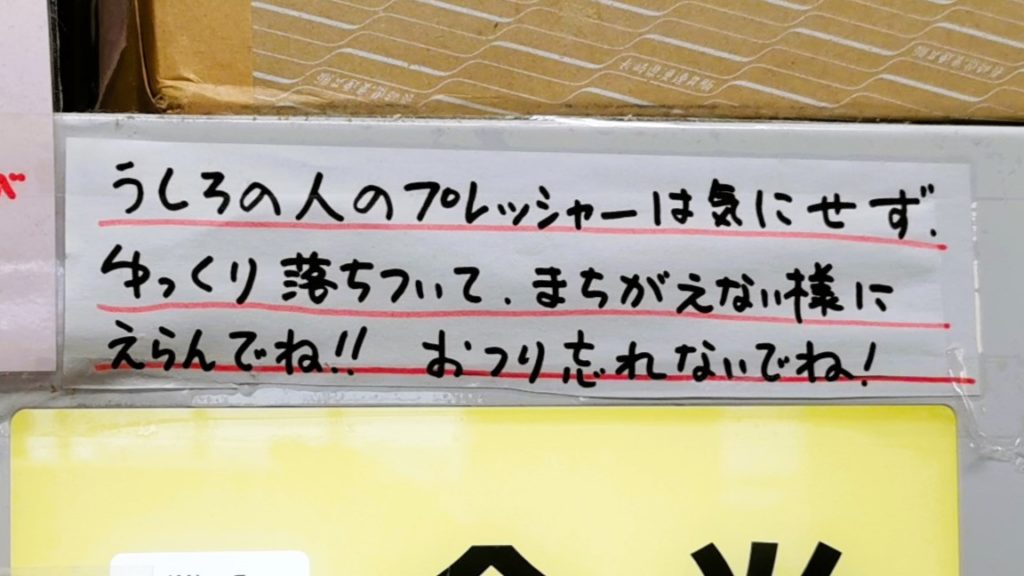 うしろの人のプレッシャーは気にせず、
ゆっくり落ちついて、まちがえない様に
えらんでね!! おつり忘れないでね!